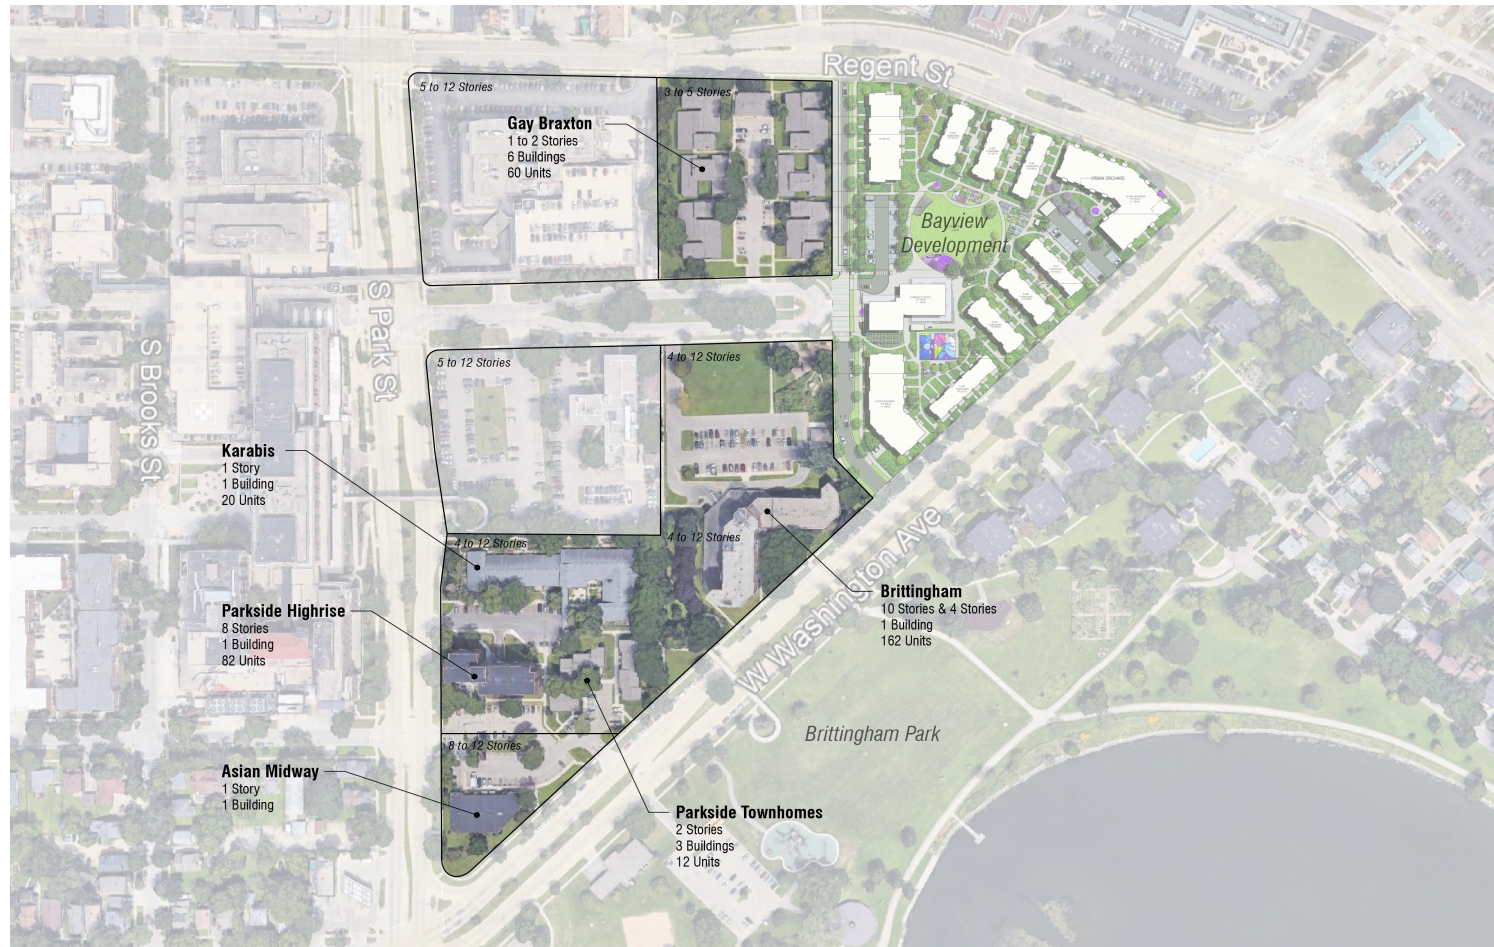 Regent St
5 to 12 Stories
3 to 5 Stories
Gay Braxton
1 to 2 Stories
6 Buildings
60 Units
URBAN ORCHARD
Bayview
Development
S Park St
S Brooks St
5 to 12 Stories
4 to 12 Stories
Karabis
1 Story
1 Building
20 Units
4 to 12 Stories
4 to 12 Stories
W Washington Ave
Brittingham
10 Stories & 4 Stories
1 Building
162 Units
Parkside Highrise
8 Stories
1 Building
82 Units
Brittingham Park
8 to 12 Stories
Asian Midway
1 Story
1 Building
Parkside Townhomes
2 Stories
3 Buildings
12 Units